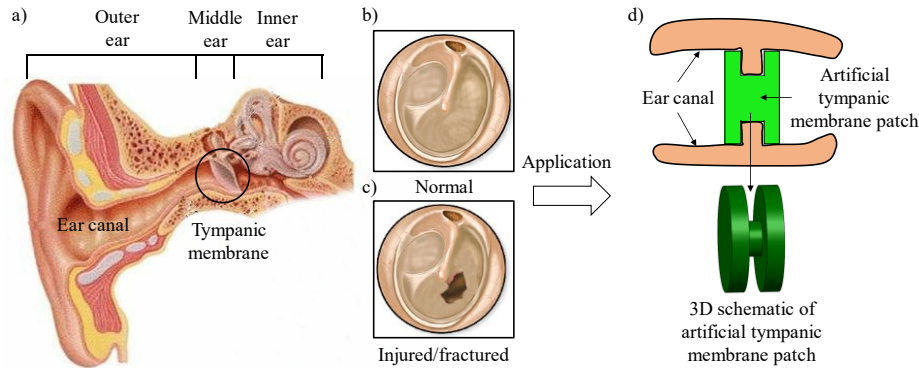 a)
Outer
ear
Middle
ear
Inner
ear
Ear canal
Tympanic
membrane
b)
Normal
c)
Injured/fractured
Application
d)
Ear canal
Artificial
tympanic
membrane patch
3D schematic of
artificial tympanic
membrane patch